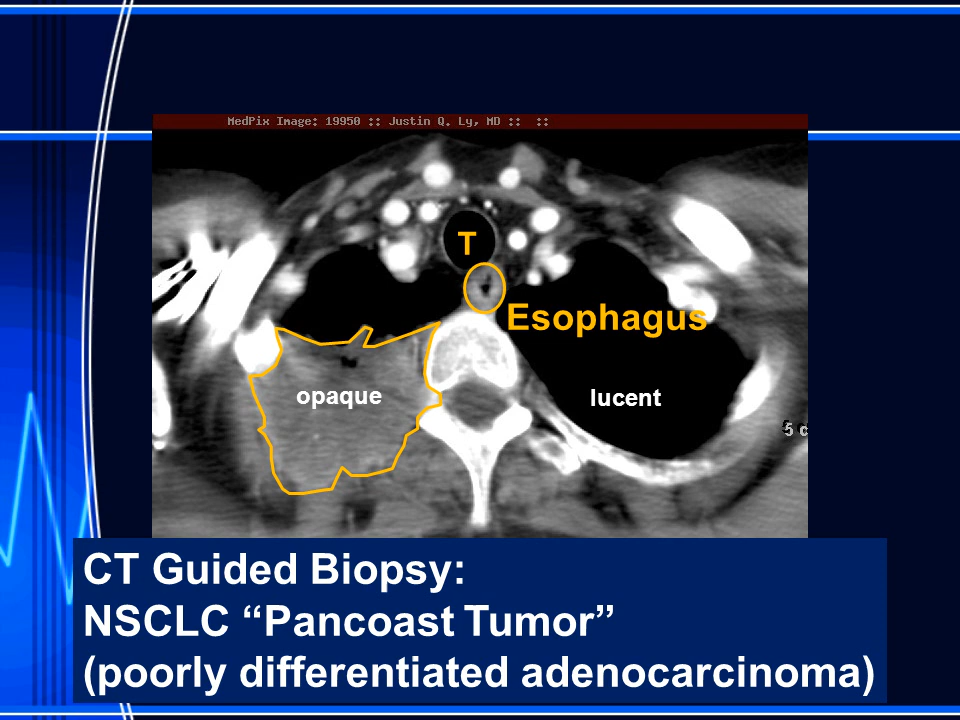 MedPix Image: 19950 :: Justin Q. Ly, MD :: ::
T
Esophagus
opaque
lucent
5 c
CT Guided Biopsy:
NSCLC “Pancoast Tumor”
(poorly differentiated adenocarcinoma)